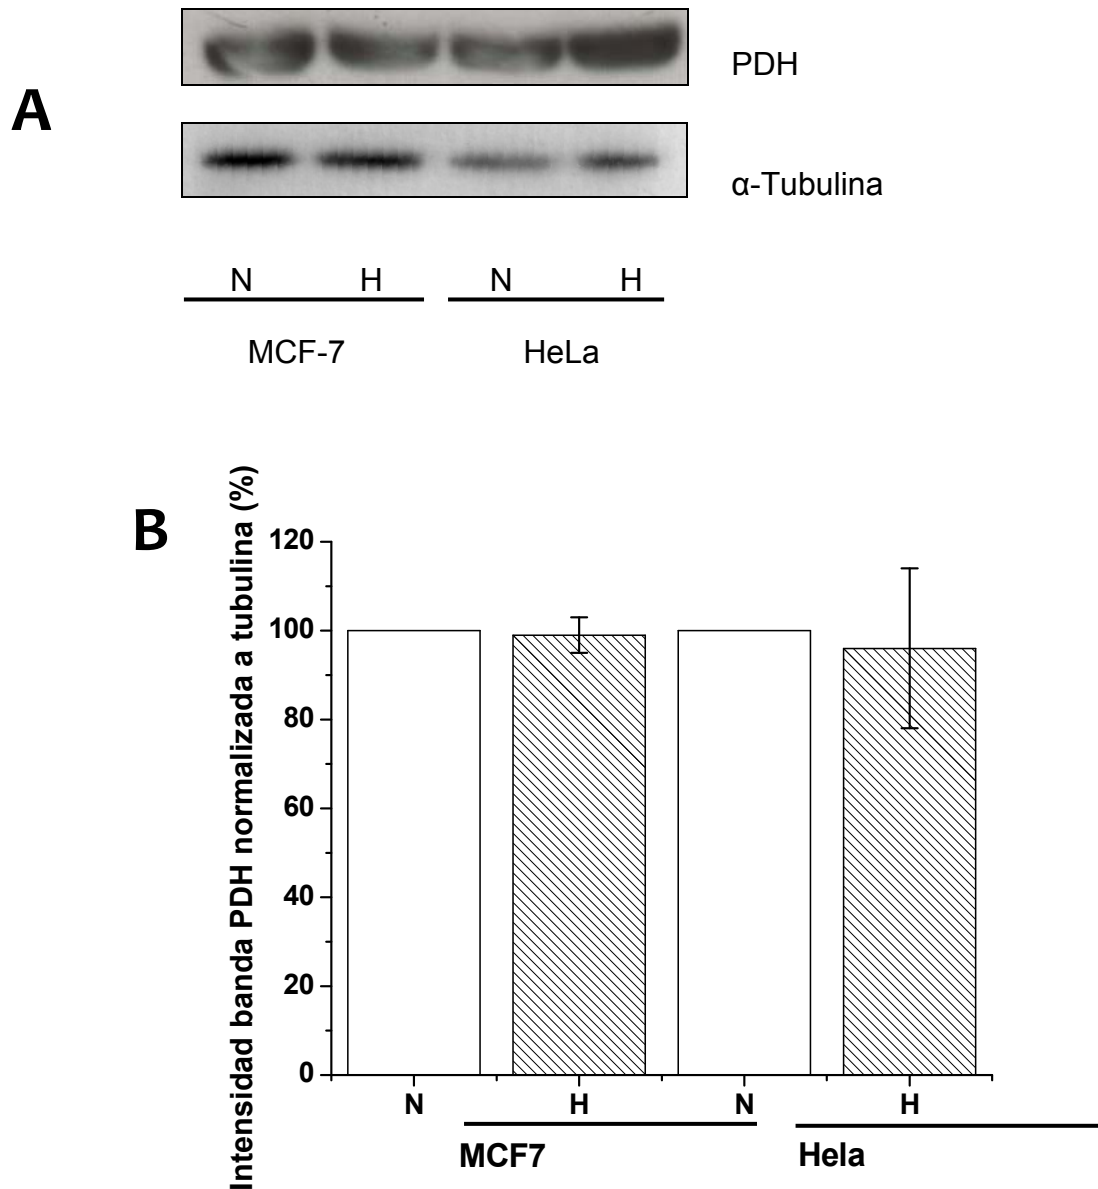 PDH
A
α-Tubulina
N H N H
MCF-7 HeLa
B
Intensidad banda PDH normalizada a tubulina (%)
120
100
80
60
40
20
0
N H N H
MCF7 Hela